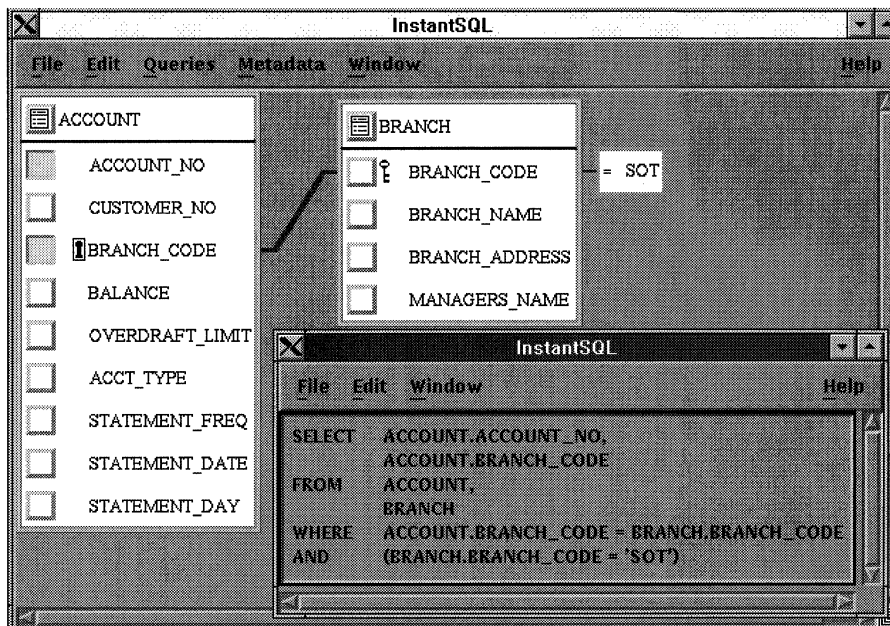 InstantSQL
File Edit Queries Metadata Window Help
ACCOUNT
ACCOUNT_NO
CUSTOMER_NO
BRANCH_CODE
BALANCE
OVERDRAFT_LIMIT
ACCT_TYPE
STATEMENT_FREQ
STATEMENT_DATE
STATEMENT_DAY
BRANCH
BRANCH_CODE = SOT
BRANCH_NAME
BRANCH_ADDRESS
MANAGERS_NAME
InstantSQL
File Edit Window Help
SELECT ACCOUNT.ACCOUNT_NO,
ACCOUNT.BRANCH_CODE
FROM ACCOUNT,
BRANCH
WHERE ACCOUNT.BRANCH_CODE = BRANCH.BRANCH_CODE
AND (BRANCH.BRANCH_CODE = 'SOT')